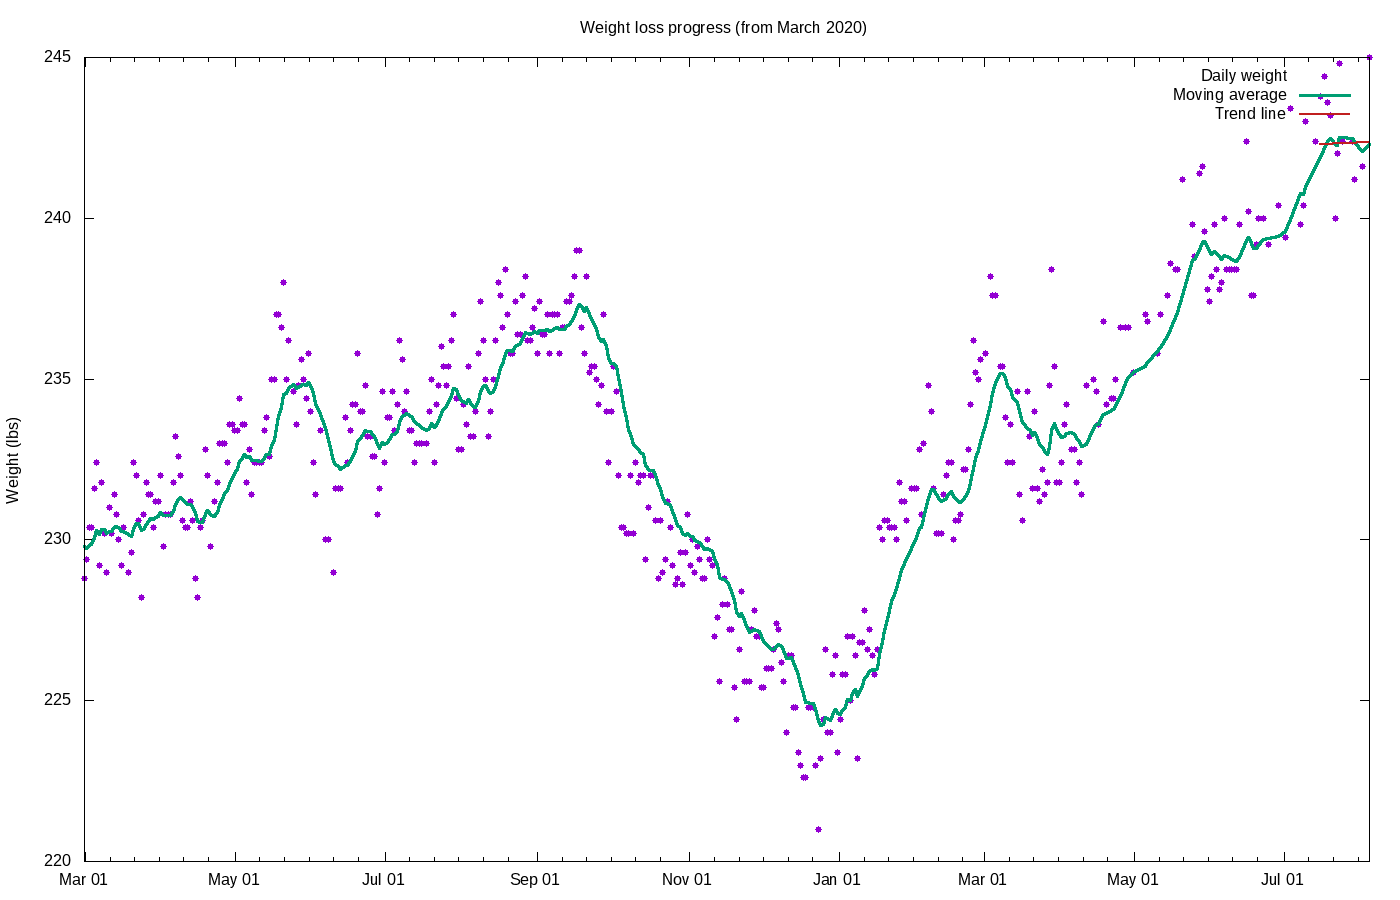 Weight loss progress (from March 2020)
245
Daily weight
Moving average
Trend line
240
235
Weight (lbs)
230
225
220
Mar 01 May 01 Jul 01 Sep 01 Nov 01 Jan 01 Mar 01 May 01 Jul 01